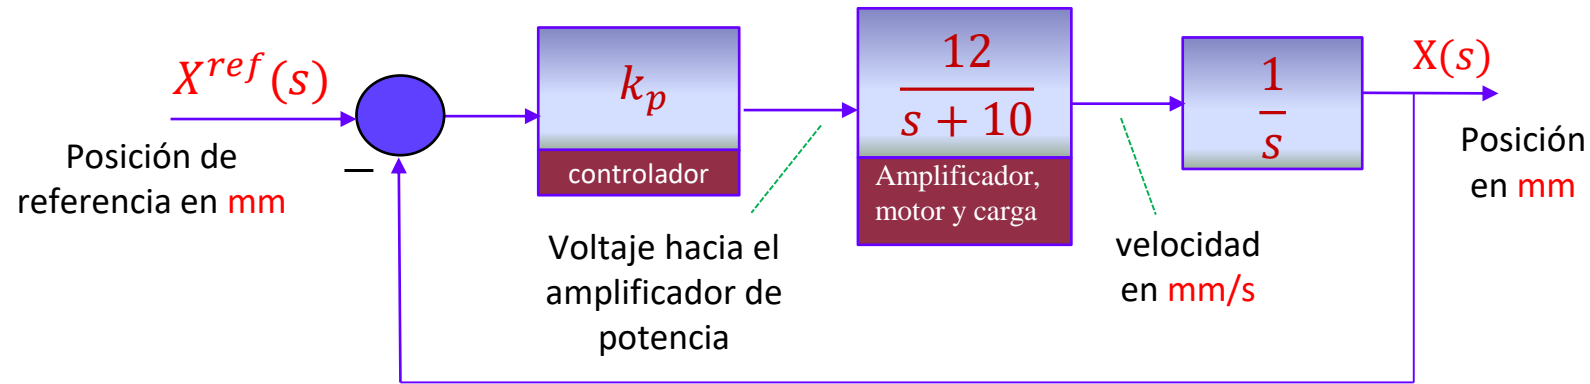 X^{ref}(s)
Posición de
referencia en mm
−
k_p
controlador
Voltaje hacia el
amplificador de
potencia
12
s + 10
Amplificador,
motor y carga
velocidad
en mm/s
1
s
X(s)
Posición
en mm